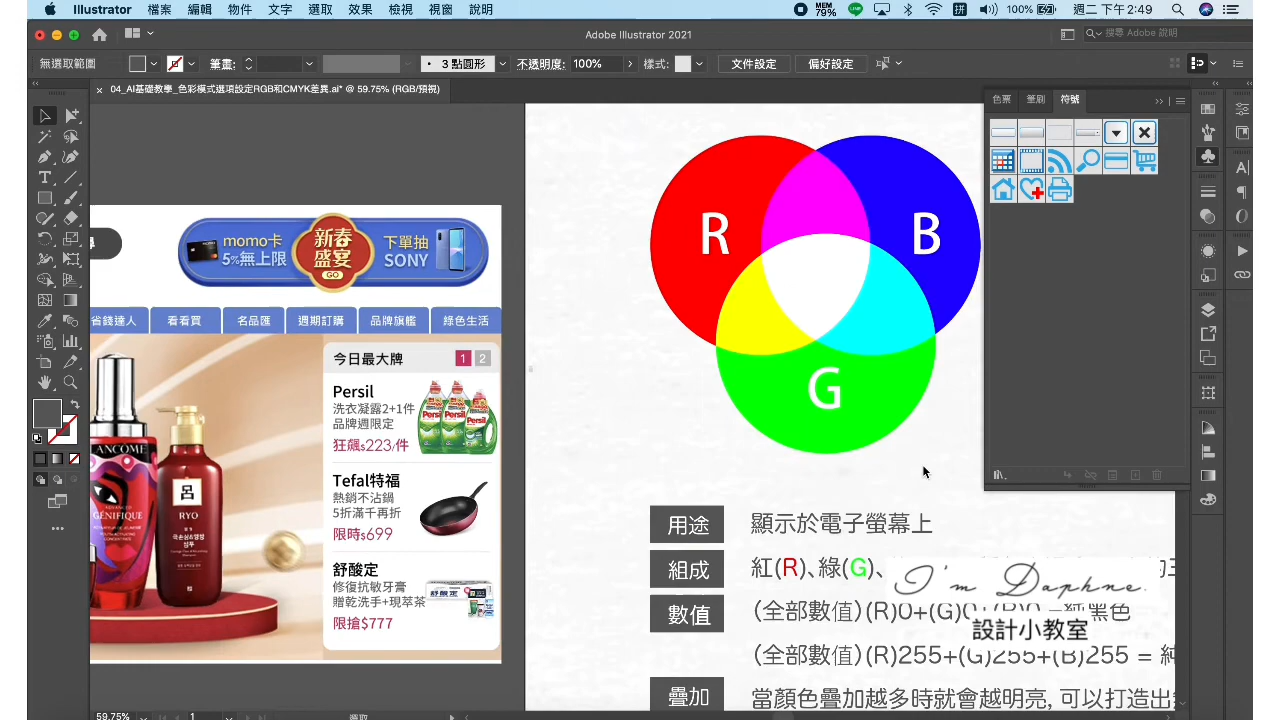 Illustrator 檔案 編輯 物件 文字 選取 效果 檢視 視窗 說明
MEM 79% LINE 拼 100% 週二 下午2:49
Adobe Illustrator 2021
搜尋 Adobe 說明
無選取範圍 筆畫: 3 點圓形 不透明度: 100% 樣式: 文件設定 偏好設定
04_AI基礎教學_色彩模式選項設定RGB和CMYK差異.ai* @ 59.75% (RGB/預視)
色票 筆刷 符號
R B
G
momo卡
5%無上限
新春
盛宴
GO
下單抽
SONY
省錢達人 看看買 名品匯 週期訂購 品牌旗艦 綠色生活
今日最大牌 1 2
Persil
洗衣凝露2+1件
品牌週限定
狂飆$223/件
Tefal特福
熱銷不沾鍋
5折滿千再折
限時$699
舒酸定
修復抗敏牙膏
贈乾洗手+現萃茶
限搶$777
LANCÔME
GÉNIFIQUE
呂
RYO
用途 顯示於電子螢幕上
組成 紅(R)、綠(G)、
數值 (全部數值)(R)0+(G)0+(B)0 =純黑色
(全部數值)(R)255+(G)255+(B)255 = 純
疊加 當顏色疊加越多時就會越明亮, 可以打造出
I'm Daphne.
設計小教室
59.75% 1 選取